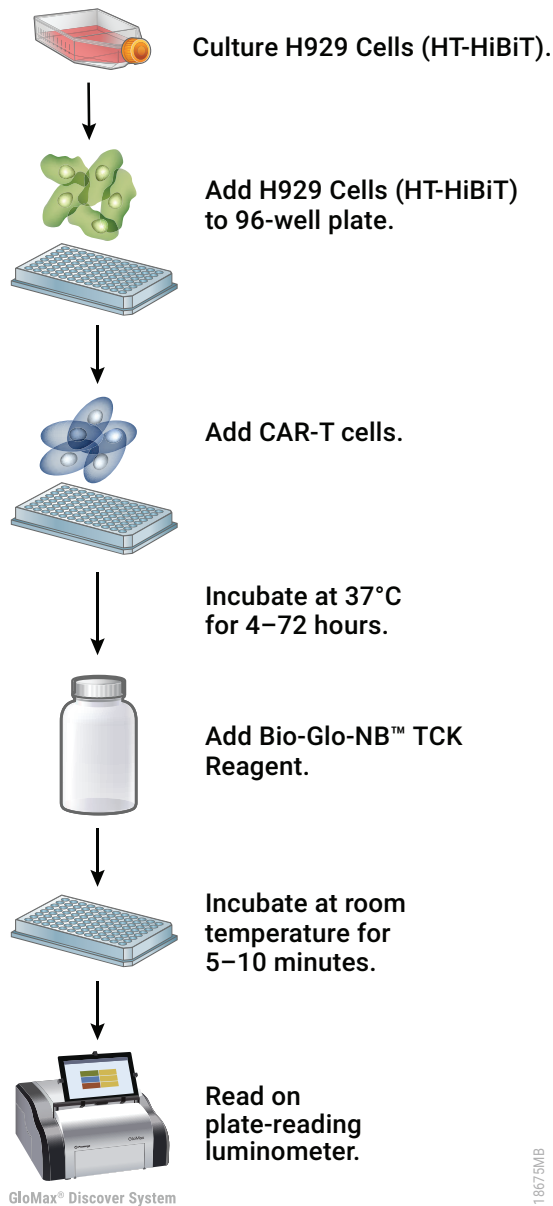 Culture H929 Cells (HT-HiBiT).
Add H929 Cells (HT-HiBiT)
to 96-well plate.
Add CAR-T cells.
Incubate at 37°C
for 4–72 hours.
Add Bio-Glo-NB™ TCK
Reagent.
Incubate at room
temperature for
5–10 minutes.
Read on
plate-reading
luminometer.
GloMax® Discover System
18675MB